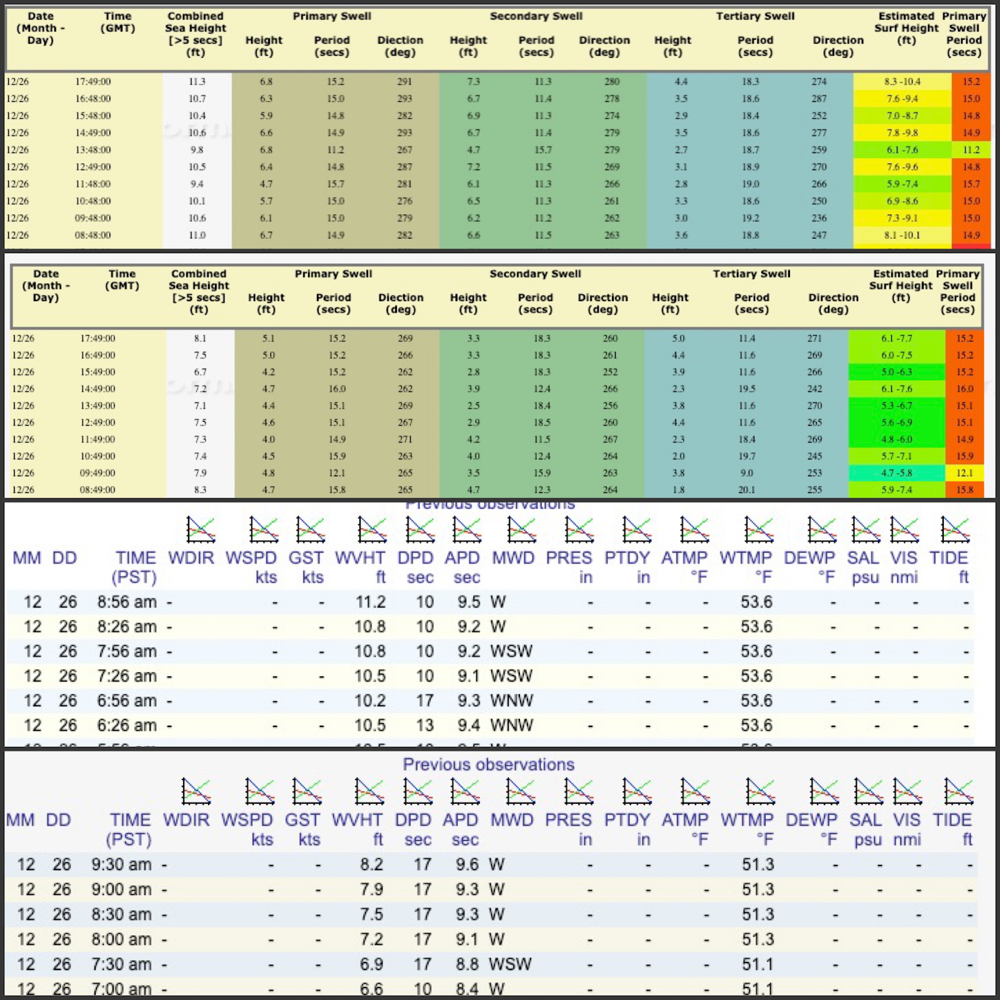 Date Time Combined Primary Swell Secondary Swell Tertiary Swell Estimated Primary
(Month - (GMT) Sea Height Surf Height Swell
Day) [>5 secs] Height Period Diection Height Period Direction Height Period Direction (ft) Period
(ft) (ft) (secs) (deg) (ft) (secs) (deg) (ft) (secs) (deg) (secs)
12/26 17:49:00 11.3 6.8 15.2 291 7.3 11.3 280 4.4 18.3 274 8.3 -10.4 15.2
12/26 16:48:00 10.7 6.3 15.0 293 6.7 11.4 278 3.5 18.6 287 7.6 -9.4 15.0
12/26 15:48:00 10.4 5.9 14.8 282 6.9 11.3 274 2.9 18.4 252 7.0 -8.7 14.8
12/26 14:49:00 10.6 6.6 14.9 293 6.7 11.4 279 3.5 18.6 277 7.8 -9.8 14.9
12/26 13:48:00 9.8 6.8 11.2 267 4.7 15.7 279 2.7 18.7 259 6.1 -7.6 11.2
12/26 12:49:00 10.5 6.4 14.8 287 7.2 11.5 269 3.1 18.9 270 7.6 -9.6 14.8
12/26 11:48:00 9.4 4.7 15.7 281 6.1 11.3 266 2.8 19.0 266 5.9 -7.4 15.7
12/26 10:48:00 10.1 5.7 15.0 276 6.5 11.3 261 3.3 18.6 250 6.9 -8.6 15.0
12/26 09:48:00 10.6 6.1 15.0 279 6.2 11.2 262 3.0 19.2 236 7.3 -9.1 15.0
12/26 08:48:00 11.0 6.7 14.9 282 6.6 11.5 263 3.6 18.8 247 8.1 -10.1 14.9
Date Time Combined Primary Swell Secondary Swell Tertiary Swell Estimated Primary
(Month - (GMT) Sea Height Surf Height Swell
Day) [>5 secs] Height Period Diection Height Period Direction Height Period Direction (ft) Period
(ft) (ft) (secs) (deg) (ft) (secs) (deg) (ft) (secs) (deg) (secs)
12/26 17:49:00 8.1 5.1 15.2 269 3.3 18.3 260 5.0 11.4 271 6.1 -7.7 15.2
12/26 16:49:00 7.5 5.0 15.2 266 3.3 18.3 261 4.4 11.6 269 6.0 -7.5 15.2
12/26 15:49:00 6.7 4.2 15.2 262 2.8 18.3 252 3.9 11.6 266 5.0 -6.3 15.2
12/26 14:49:00 7.2 4.7 16.0 262 3.9 12.4 266 2.3 19.5 242 6.1 -7.6 16.0
12/26 13:49:00 7.1 4.4 15.1 269 2.5 18.4 256 3.8 11.6 270 5.3 -6.7 15.1
12/26 12:49:00 7.5 4.6 15.1 267 2.9 18.5 260 4.4 11.6 265 5.6 -6.9 15.1
12/26 11:49:00 7.3 4.0 14.9 271 4.2 11.5 267 2.3 18.4 269 4.8 -6.0 14.9
12/26 10:49:00 7.4 4.5 15.9 263 4.0 12.4 264 2.0 19.7 245 5.7 -7.1 15.9
12/26 09:49:00 7.9 4.8 12.1 265 3.5 15.9 263 3.8 9.0 253 4.7 -5.8 12.1
12/26 08:49:00 8.3 4.7 15.8 265 4.7 12.3 264 1.8 20.1 255 5.9 -7.4 15.8
Previous observations
MM DD TIME WDIR WSPD GST WVHT DPD APD MWD PRES PTDY ATMP WTMP DEWP SAL VIS TIDE
(PST) kts kts ft sec sec in in °F °F °F psu nmi ft
12 26 8:56 am - - - 11.2 10 9.5 W - - - 53.6 - - - -
12 26 8:26 am - - - 10.8 10 9.2 W - - - 53.6 - - - -
12 26 7:56 am - - - 10.8 10 9.2 WSW - - - 53.6 - - - -
12 26 7:26 am - - - 10.5 10 9.1 WSW - - - 53.6 - - - -
12 26 6:56 am - - - 10.2 17 9.3 WNW - - - 53.6 - - - -
12 26 6:26 am - - - 10.5 13 9.4 WNW - - - 53.6 - - - -
Previous observations
MM DD TIME WDIR WSPD GST WVHT DPD APD MWD PRES PTDY ATMP WTMP DEWP SAL VIS TIDE
(PST) kts kts ft sec sec in in °F °F °F psu nmi ft
12 26 9:30 am - - - 8.2 17 9.6 W - - - 51.3 - - - -
12 26 9:00 am - - - 7.9 17 9.3 W - - - 51.3 - - - -
12 26 8:30 am - - - 7.5 17 9.3 W - - - 51.3 - - - -
12 26 8:00 am - - - 7.2 17 9.1 W - - - 51.3 - - - -
12 26 7:30 am - - - 6.9 17 8.8 WSW - - - 51.1 - - - -
12 26 7:00 am - - - 6.6 10 8.4 W - - - 51.1 - - - -